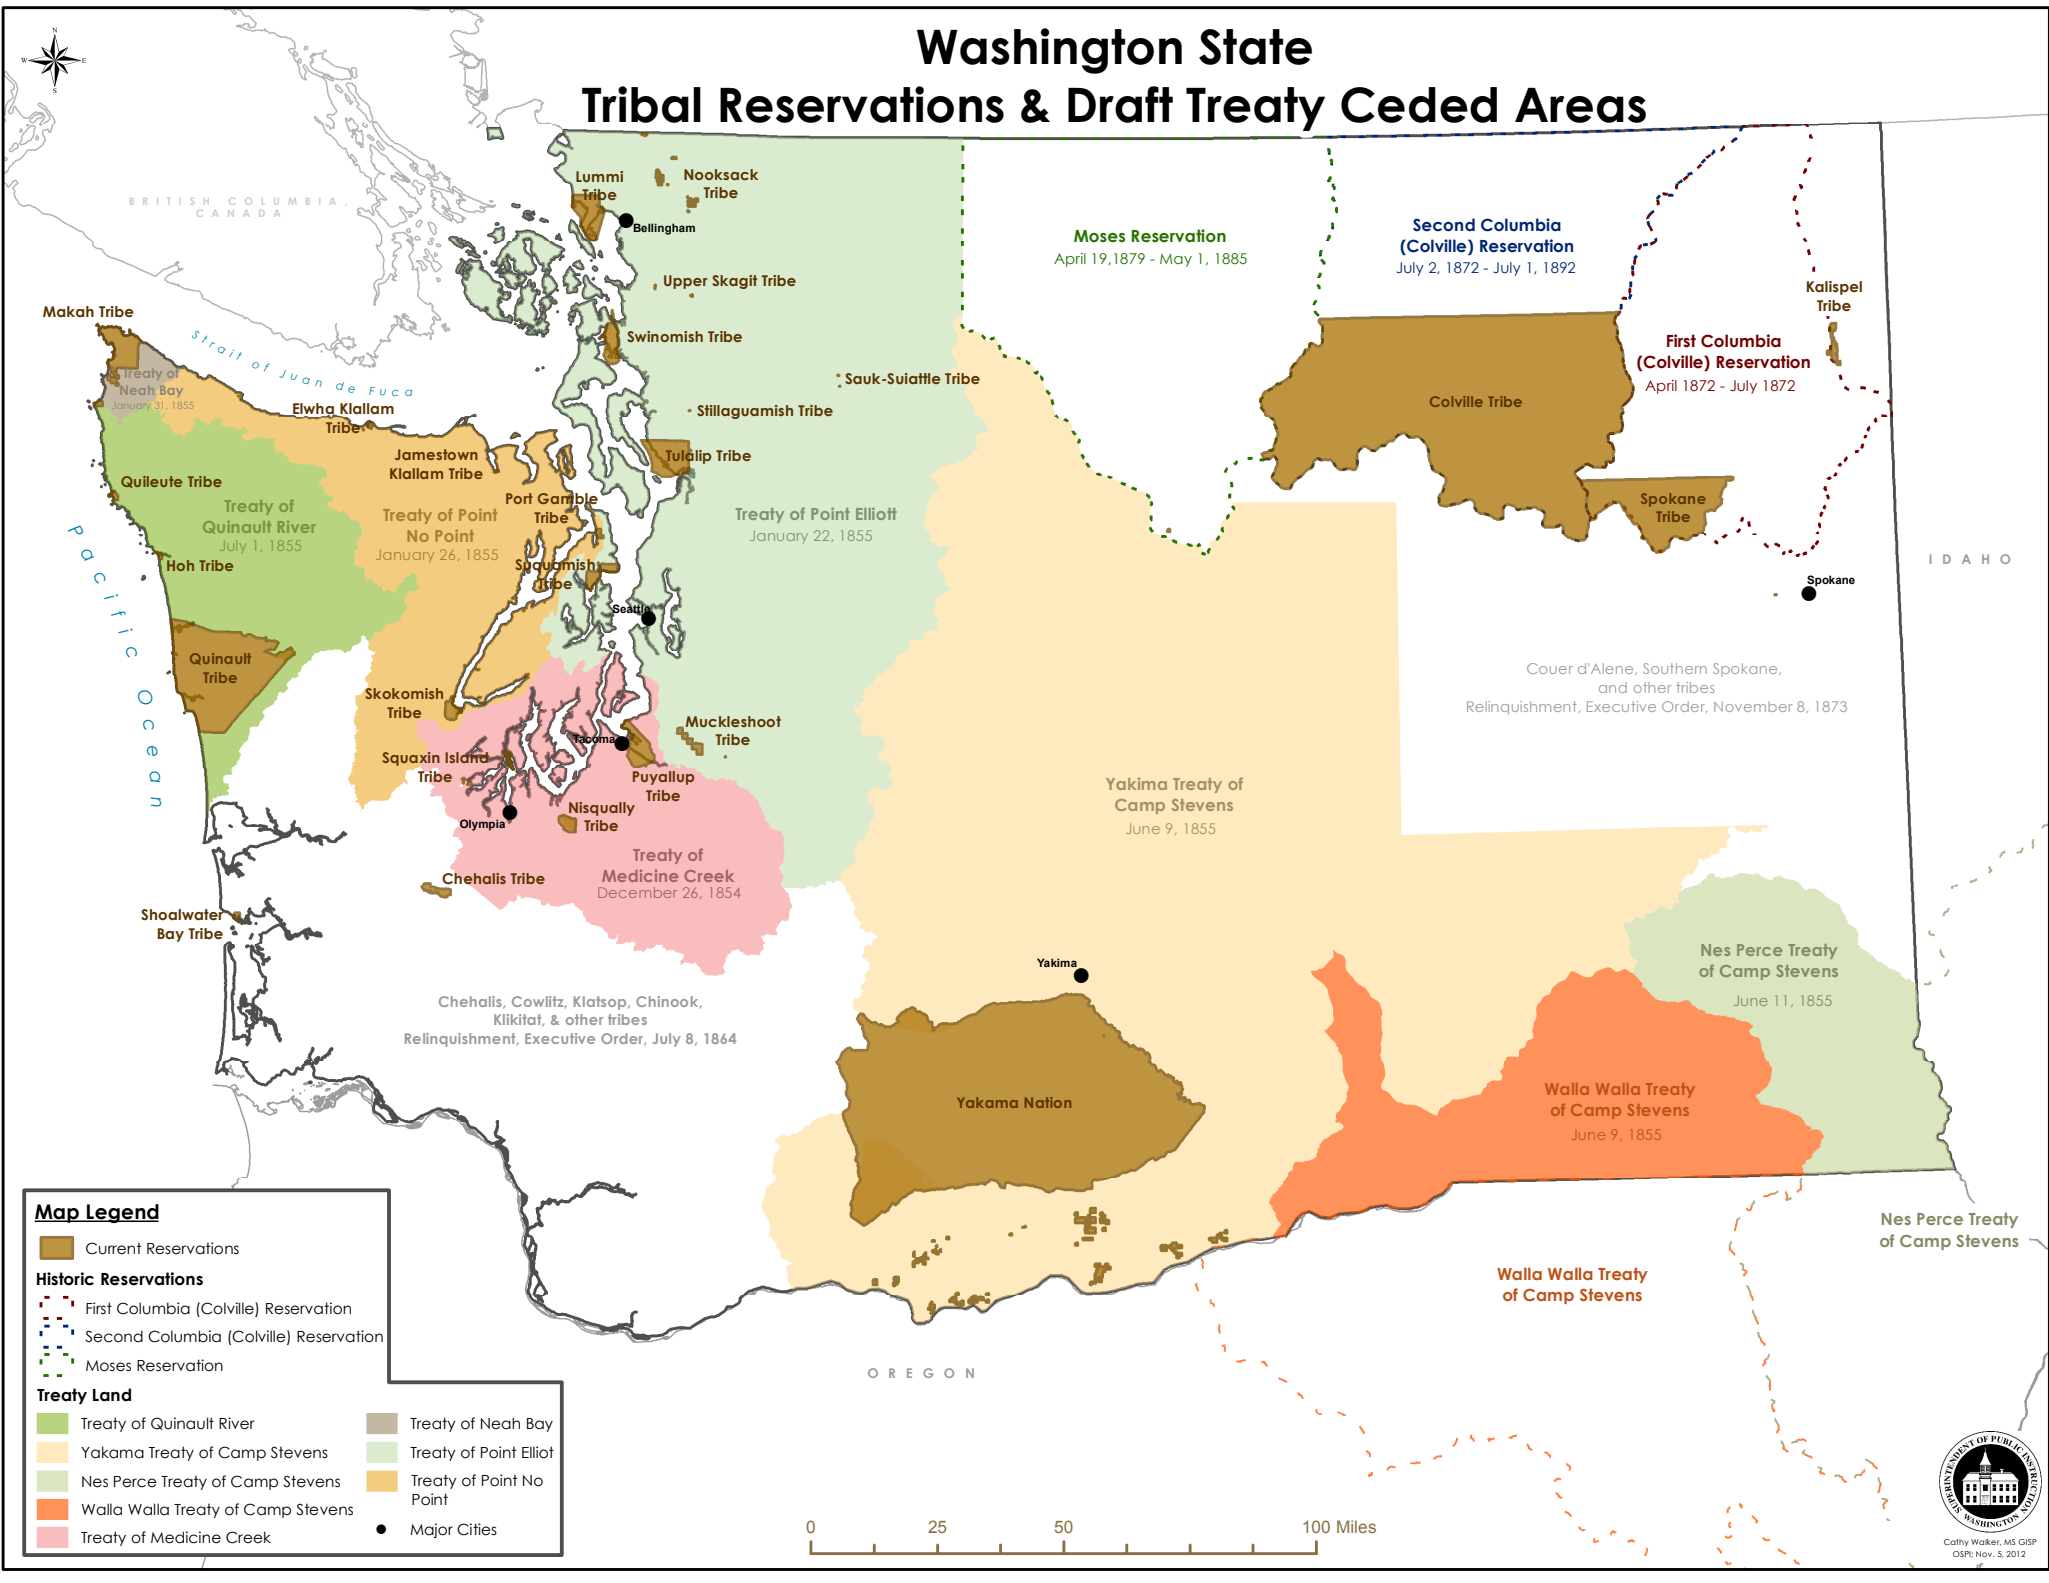 Washington State
Tribal Reservations & Draft Treaty Ceded Areas
N
W
E
S
BRITISH COLUMBIA,
CANADA
Lummi
Tribe
Nooksack
Tribe
Bellingham
Upper Skagit Tribe
Swinomish Tribe
Sauk-Suiattle Tribe
Stillaguamish Tribe
Tulalip Tribe
Moses Reservation
April 19,1879 - May 1, 1885
Second Columbia
(Colville) Reservation
July 2, 1872 - July 1, 1892
Kalispel
Tribe
First Columbia
(Colville) Reservation
April 1872 - July 1872
Colville Tribe
Spokane
Tribe
Spokane
IDAHO
Makah Tribe
Strait of Juan de Fuca
Treaty of
Neah Bay
January 31, 1855
Elwha Klallam
Tribe
Jamestown
Klallam Tribe
Quileute Tribe
Treaty of
Quinault River
July 1, 1855
Port Gamble
Tribe
Treaty of Point
No Point
January 26, 1855
Treaty of Point Elliott
January 22, 1855
Hoh Tribe
Suquamish
Tribe
Seattle
Pacific Ocean
Quinault
Tribe
Skokomish
Tribe
Muckleshoot
Tribe
Tacoma
Squaxin Island
Tribe
Puyallup
Tribe
Nisqually
Tribe
Olympia
Treaty of
Medicine Creek
December 26, 1854
Chehalis Tribe
Shoalwater
Bay Tribe
Couer d'Alene, Southern Spokane,
and other tribes
Relinquishment, Executive Order, November 8, 1873
Yakima Treaty of
Camp Stevens
June 9, 1855
Nes Perce Treaty
of Camp Stevens
June 11, 1855
Yakima
Chehalis, Cowlitz, Klatsop, Chinook,
Klikitat, & other tribes
Relinquishment, Executive Order, July 8, 1864
Yakama Nation
Walla Walla Treaty
of Camp Stevens
June 9, 1855
Nes Perce Treaty
of Camp Stevens
Walla Walla Treaty
of Camp Stevens
OREGON
Map Legend
Current Reservations
Historic Reservations
First Columbia (Colville) Reservation
Second Columbia (Colville) Reservation
Moses Reservation
Treaty Land
Treaty of Quinault River
Yakama Treaty of Camp Stevens
Nes Perce Treaty of Camp Stevens
Walla Walla Treaty of Camp Stevens
Treaty of Medicine Creek
Treaty of Neah Bay
Treaty of Point Elliot
Treaty of Point No
Point
Major Cities
0 25 50 100 Miles
SUPERINTENDENT OF PUBLIC INSTRUCTION
WASHINGTON
Cathy Walker, MS GISP
OSPI; Nov. 5, 2012